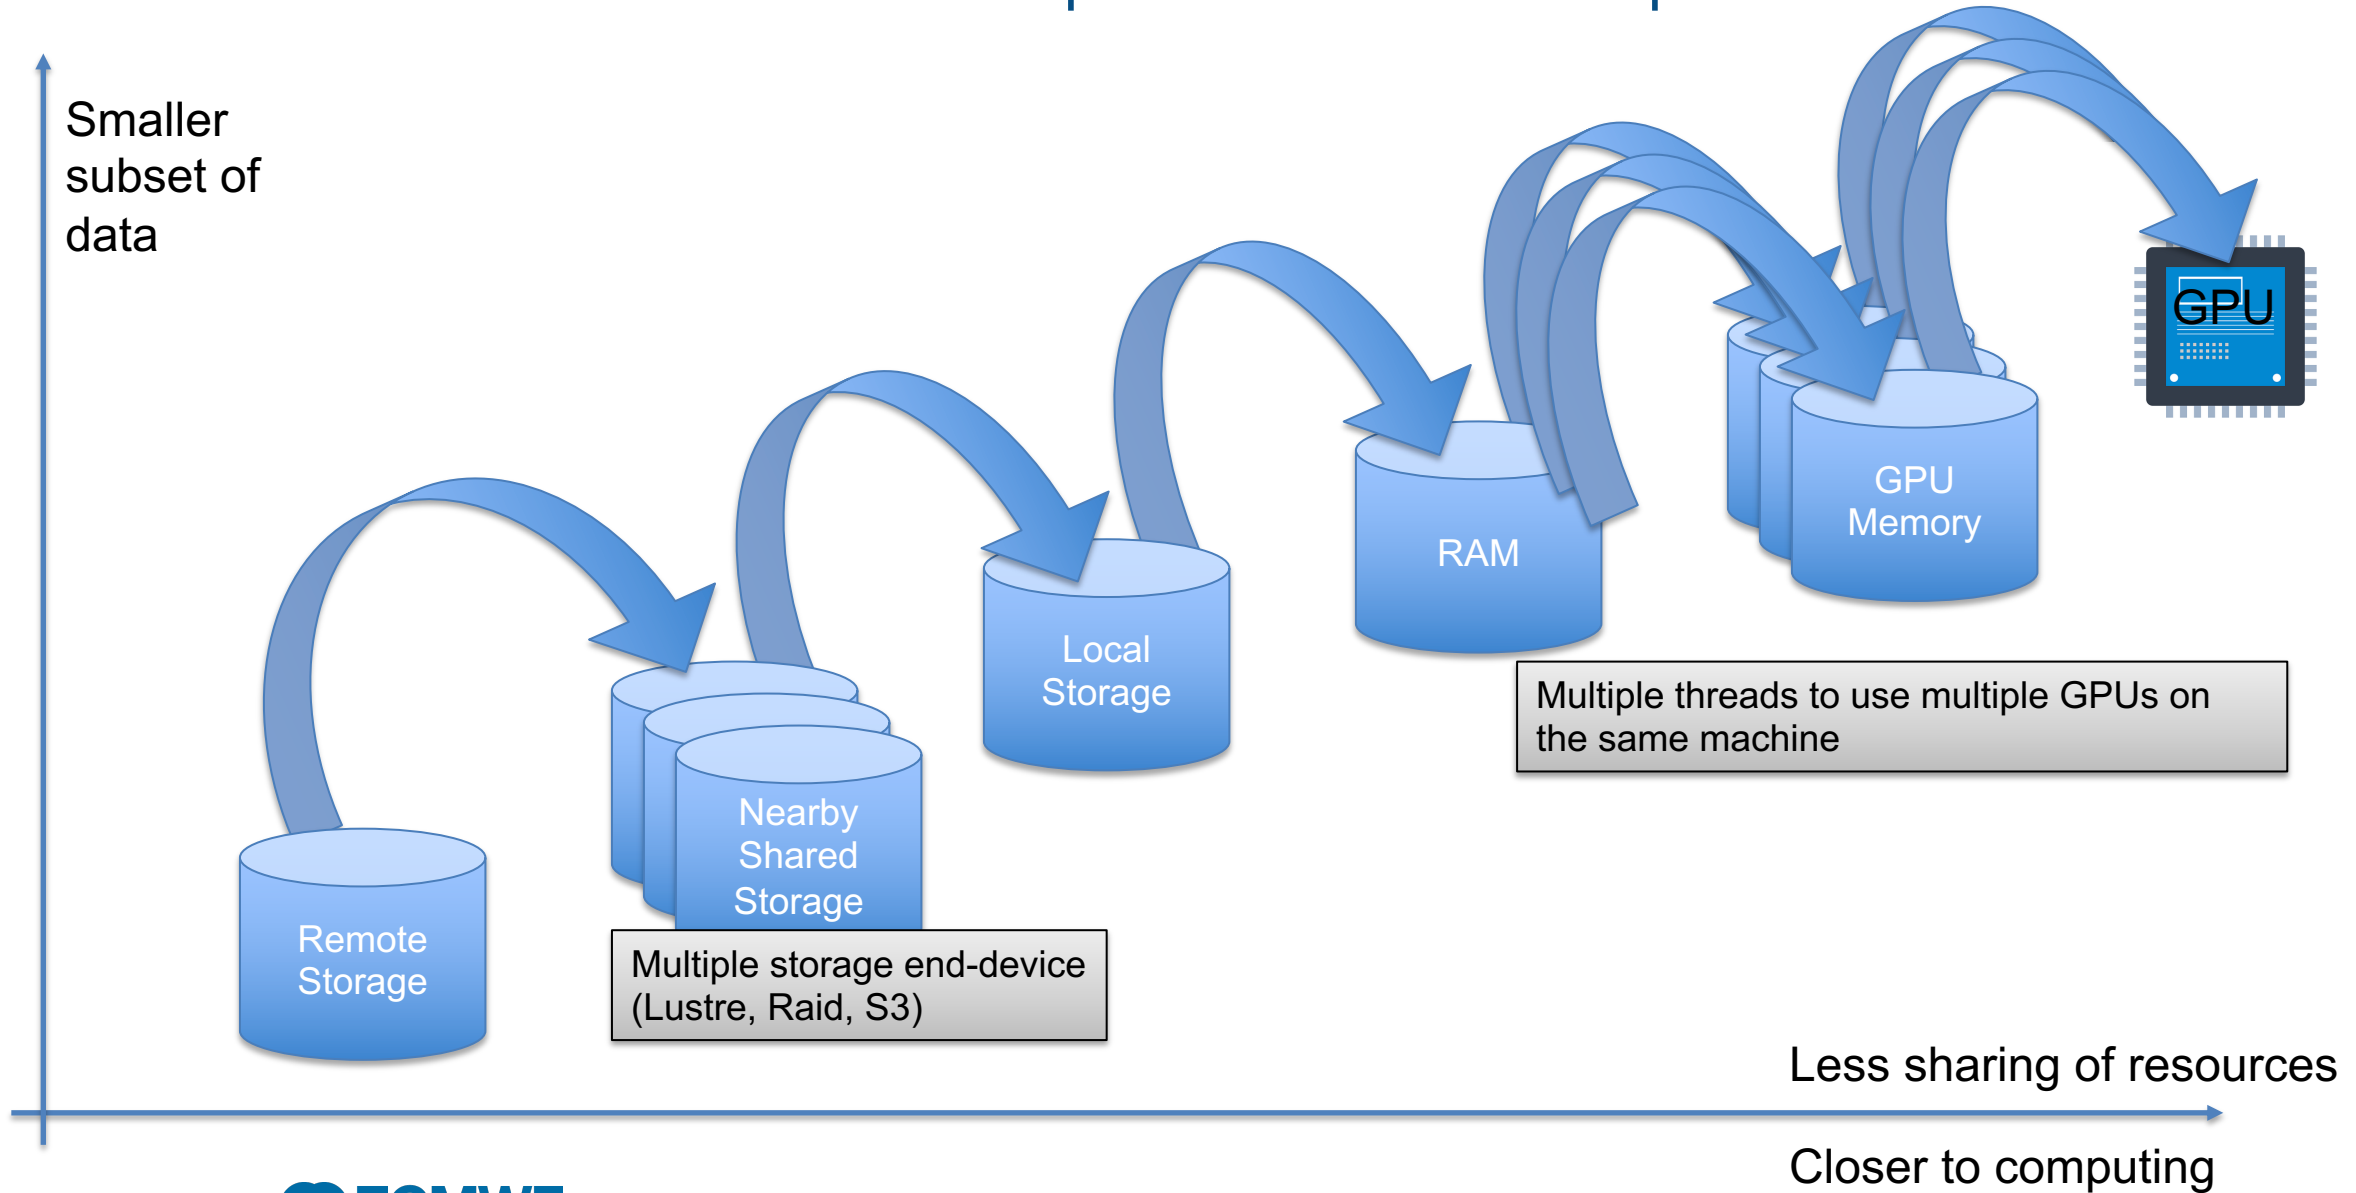 Smaller
subset of
data
GPU
GPU
Memory
RAM
Local
Storage
Multiple threads to use multiple GPUs on
the same machine
Nearby
Shared
Storage
Remote
Storage
Multiple storage end-device
(Lustre, Raid, S3)
Less sharing of resources
Closer to computing